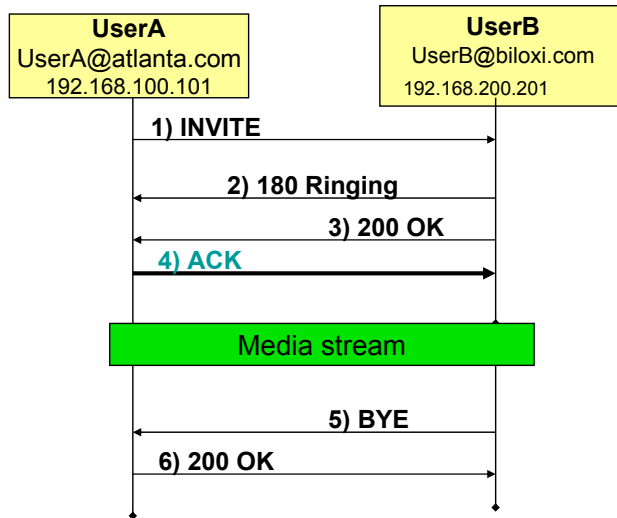 UserA
UserA@atlanta.com
192.168.100.101
UserB
UserB@biloxi.com
192.168.200.201
1) INVITE
2) 180 Ringing
3) 200 OK
4) ACK
Media stream
5) BYE
6) 200 OK